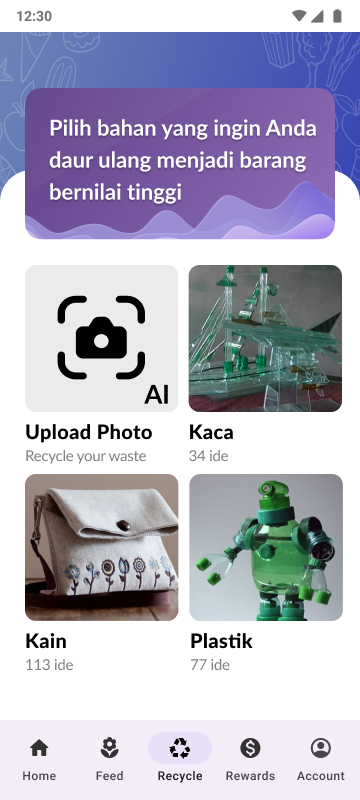 12:30
Pilih bahan yang ingin Anda
daur ulang menjadi barang
bernilai tinggi
AI
Upload Photo
Recycle your waste
Kaca
34 ide
Kain
113 ide
Plastik
77 ide
Home
Feed
Recycle
Rewards
Account